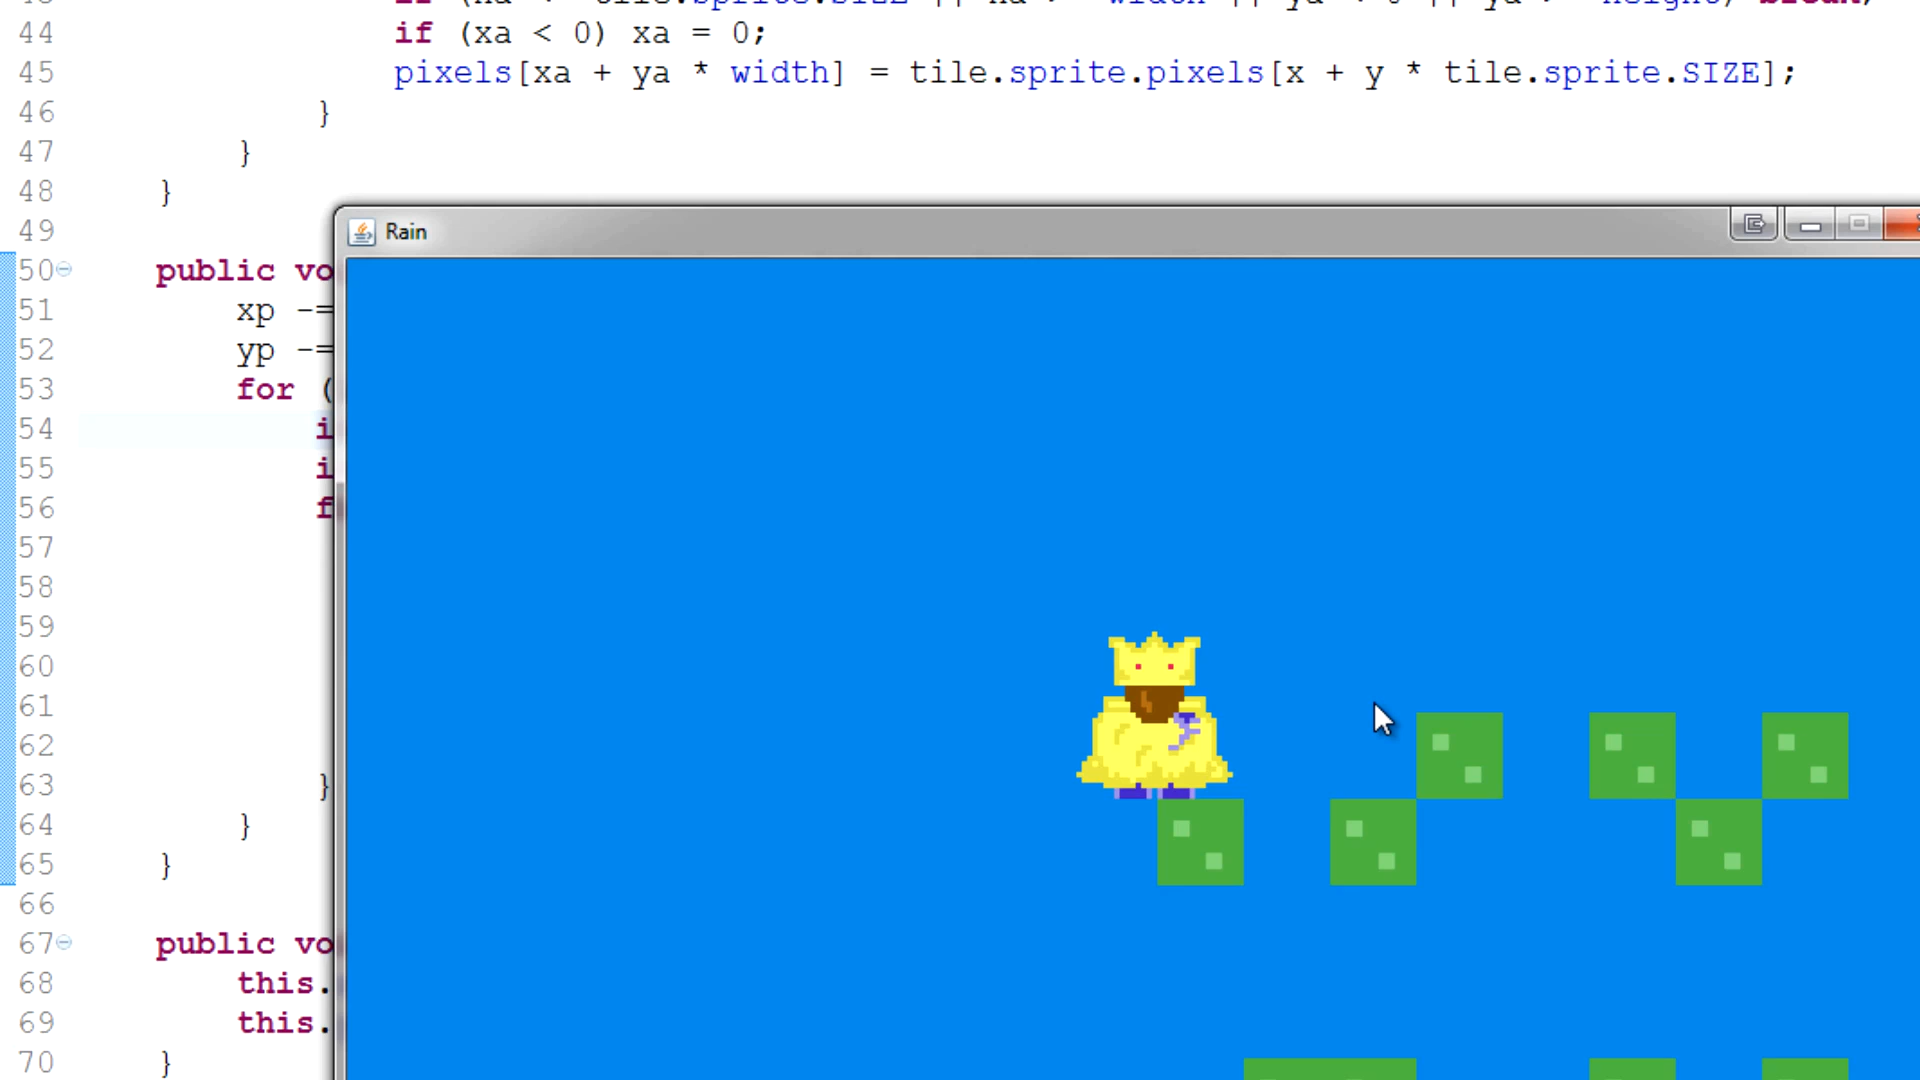 44 if (xa < 0) xa = 0;
45 pixels[xa + ya * width] = tile.sprite.pixels[x + y * tile.sprite.SIZE];
46 }
47 }
48 }
49
Rain
50 public vo
51 xp -=
52 yp -=
53 for (
54 i
55 i
56 f
57
58
59
60
61
62
63 }
64 }
65 }
66
67 public vo
68 this.
69 this.
70 }